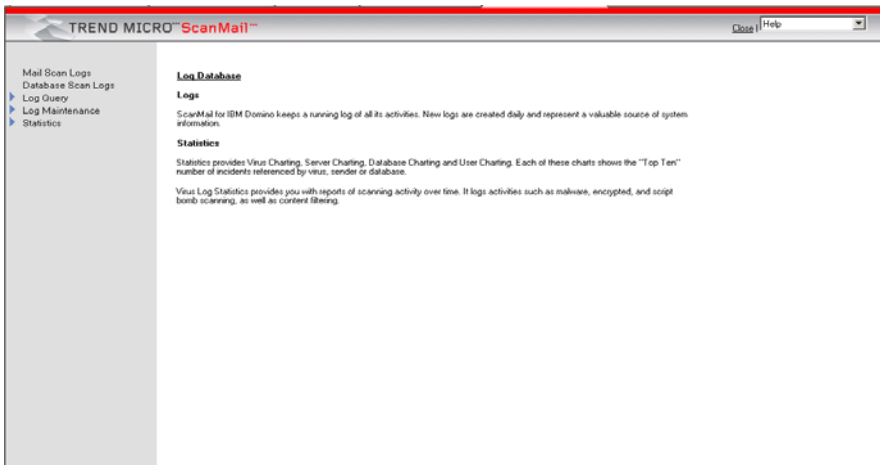 TREND MICRO™ ScanMail™
Close | Help
Mail Scan Logs
Database Scan Logs
Log Query
Log Maintenance
Statistics
Log Database
Logs
ScanMail for IBM Domino keeps a running log of all its activities. New logs are created daily and represent a valuable source of system
information.
Statistics
Statistics provides Virus Charting, Server Charting, Database Charting and User Charting. Each of these charts shows the "Top Ten"
number of incidents referenced by virus, sender or database.
Virus Log Statistics provides you with reports of scanning activity over time. It logs activities such as malware, encrypted, and script
bomb scanning, as well as content filtering.